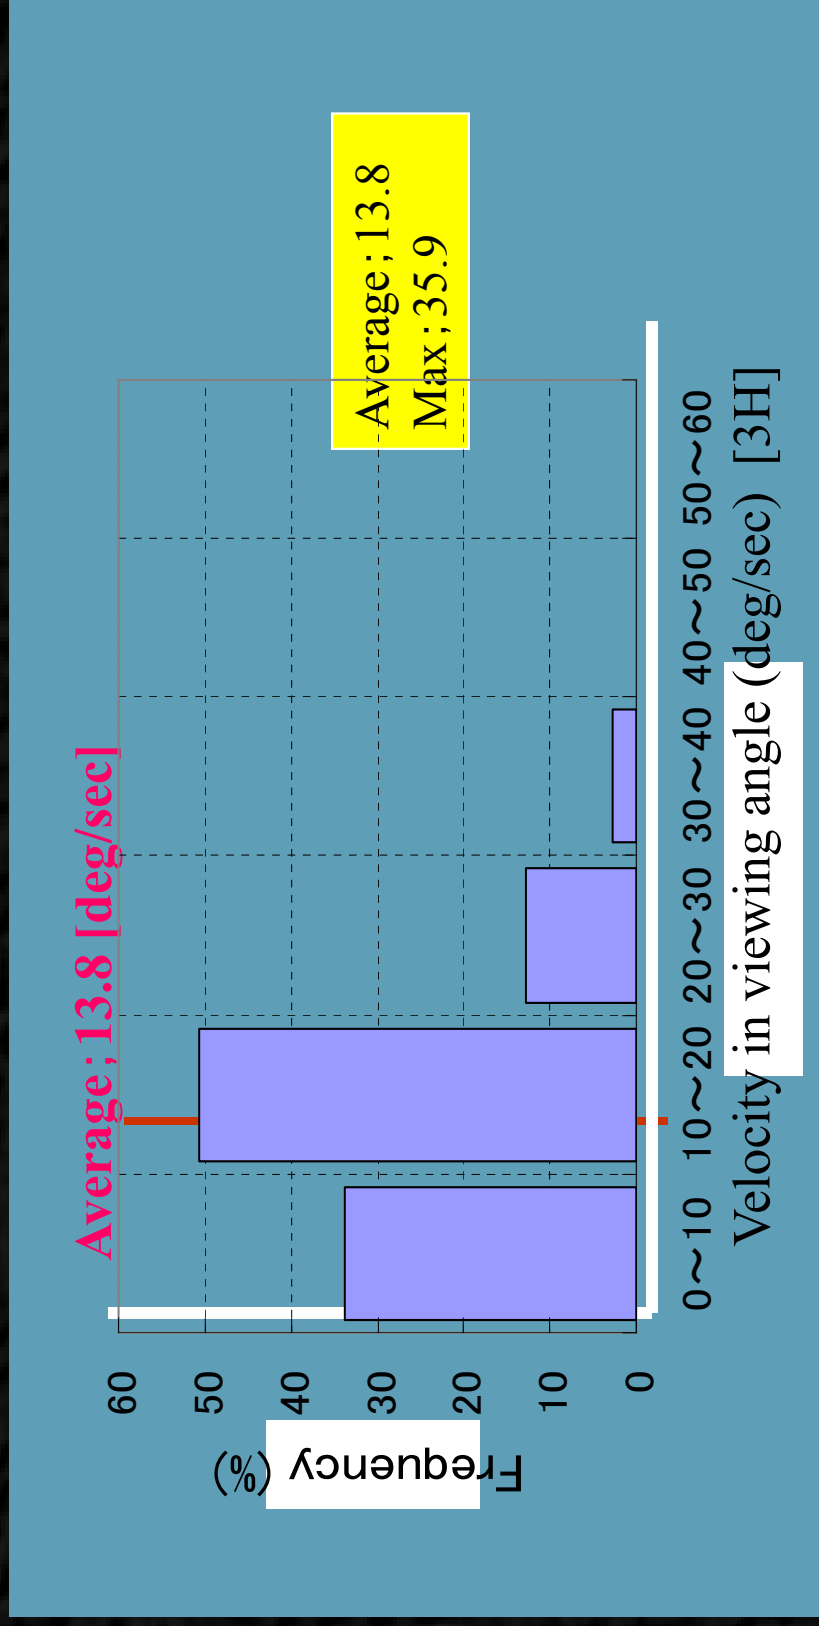 Average ; 13.8 [deg/sec]
Average ; 13.8
Max ; 35.9
Frequency (%)
60
50
40
30
20
10
0
0～10 10～20 20～30 30～40 40～50 50～60
Velocity in viewing angle (deg/sec) [3H]